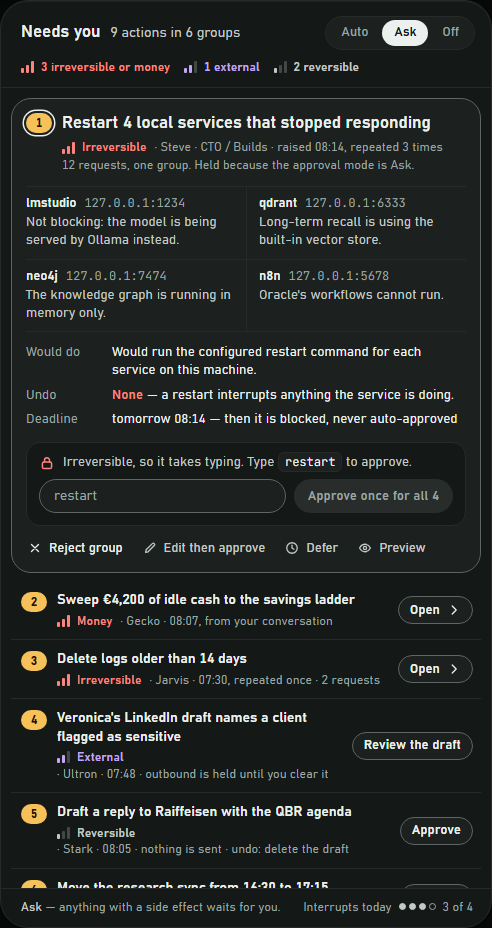 Needs you 9 actions in 6 groups
Auto Ask Off
3 irreversible or money 1 external 2 reversible
1 Restart 4 local services that stopped responding
Irreversible · Steve · CTO / Builds · raised 08:14, repeated 3 times
12 requests, one group. Held because the approval mode is Ask.
lmstudio 127.0.0.1:1234
Not blocking: the model is being
served by Ollama instead.
qdrant 127.0.0.1:6333
Long-term recall is using the
built-in vector store.
neo4j 127.0.0.1:7474
The knowledge graph is running in
memory only.
n8n 127.0.0.1:5678
Oracle's workflows cannot run.
Would do Would run the configured restart command for each
service on this machine.
Undo None — a restart interrupts anything the service is doing.
Deadline tomorrow 08:14 — then it is blocked, never auto-approved
Irreversible, so it takes typing. Type restart to approve.
restart Approve once for all 4
Reject group Edit then approve Defer Preview
2 Sweep €4,200 of idle cash to the savings ladder
Money · Gecko · 08:07, from your conversation
Open
3 Delete logs older than 14 days
Irreversible · Jarvis · 07:30, repeated once · 2 requests
Open
4 Veronica's LinkedIn draft names a client
flagged as sensitive
External
· Ultron · 07:48 · outbound is held until you clear it
Review the draft
5 Draft a reply to Raiffeisen with the QBR agenda
Reversible
· Stark · 08:05 · nothing is sent · undo: delete the draft
Approve
Move the research sync from 16:30 to 17:15
Ask — anything with a side effect waits for you. Interrupts today 3 of 4